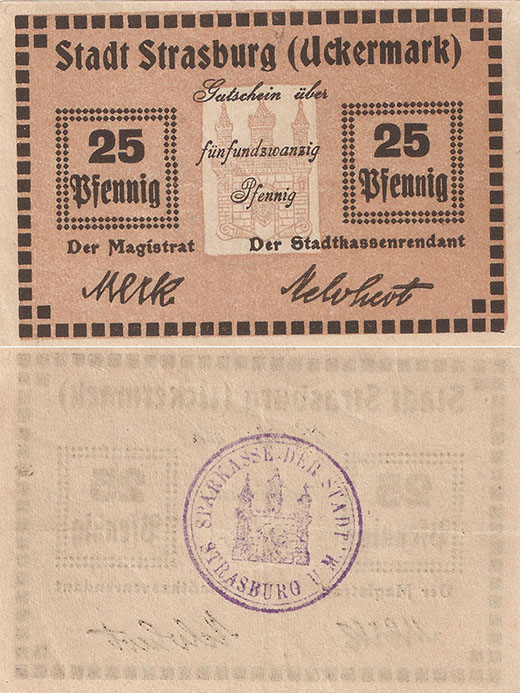 Stadt Strasburg (Uckermark)
Gutschein über
25
Pfennig
fünfundzwanzig
Pfennig
25
Pfennig
Der Magistrat
Der Stadtkassenrendant
Merk
SPARKASSE DER STADT
STRASBURG U/M.